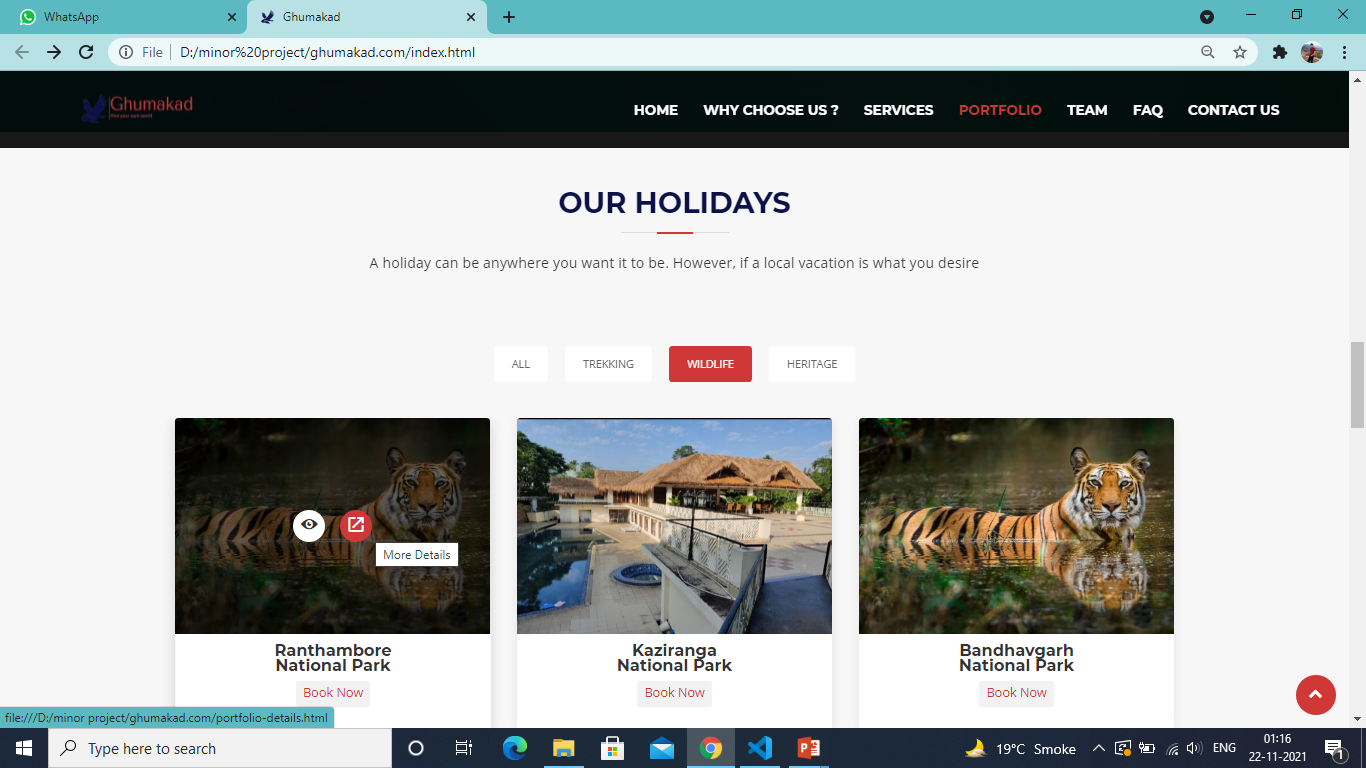 WhatsApp
Ghumakad
File
D:/minor%20project/ghumakad.com/index.html
Ghumakad
HOME
WHY CHOOSE US ?
SERVICES
PORTFOLIO
TEAM
FAQ
CONTACT US
OUR HOLIDAYS
A holiday can be anywhere you want it to be. However, if a local vacation is what you desire
ALL
TREKKING
WILDLIFE
HERITAGE
More Details
Ranthambore
National Park
Book Now
Kaziranga
National Park
Book Now
Bandhavgarh
National Park
Book Now
file:///D:/minor project/ghumakad.com/portfolio-details.html
Type here to search
19°C Smoke
ENG
01:16
22-11-2021
1